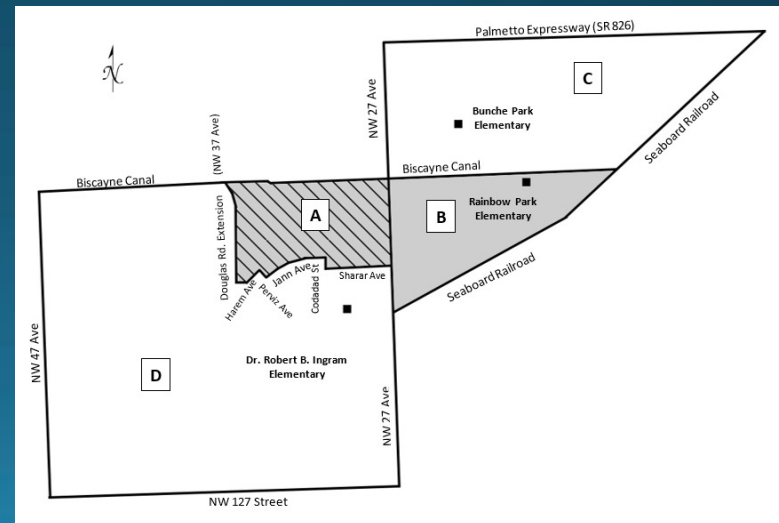 Palmetto Expressway (SR 826)
N
C
NW 27 Ave
Bunche Park
Elementary
Seaboard Railroad
(NW 37 Ave)
Biscayne Canal
Biscayne Canal
A
B
Rainbow Park
Elementary
Douglas Rd. Extension
Harem Ave
Perviz Ave
Jann Ave
Codadad St
Sharar Ave
Seaboard Railroad
NW 47 Ave
D
Dr. Robert B. Ingram
Elementary
NW 27 Ave
NW 127 Street